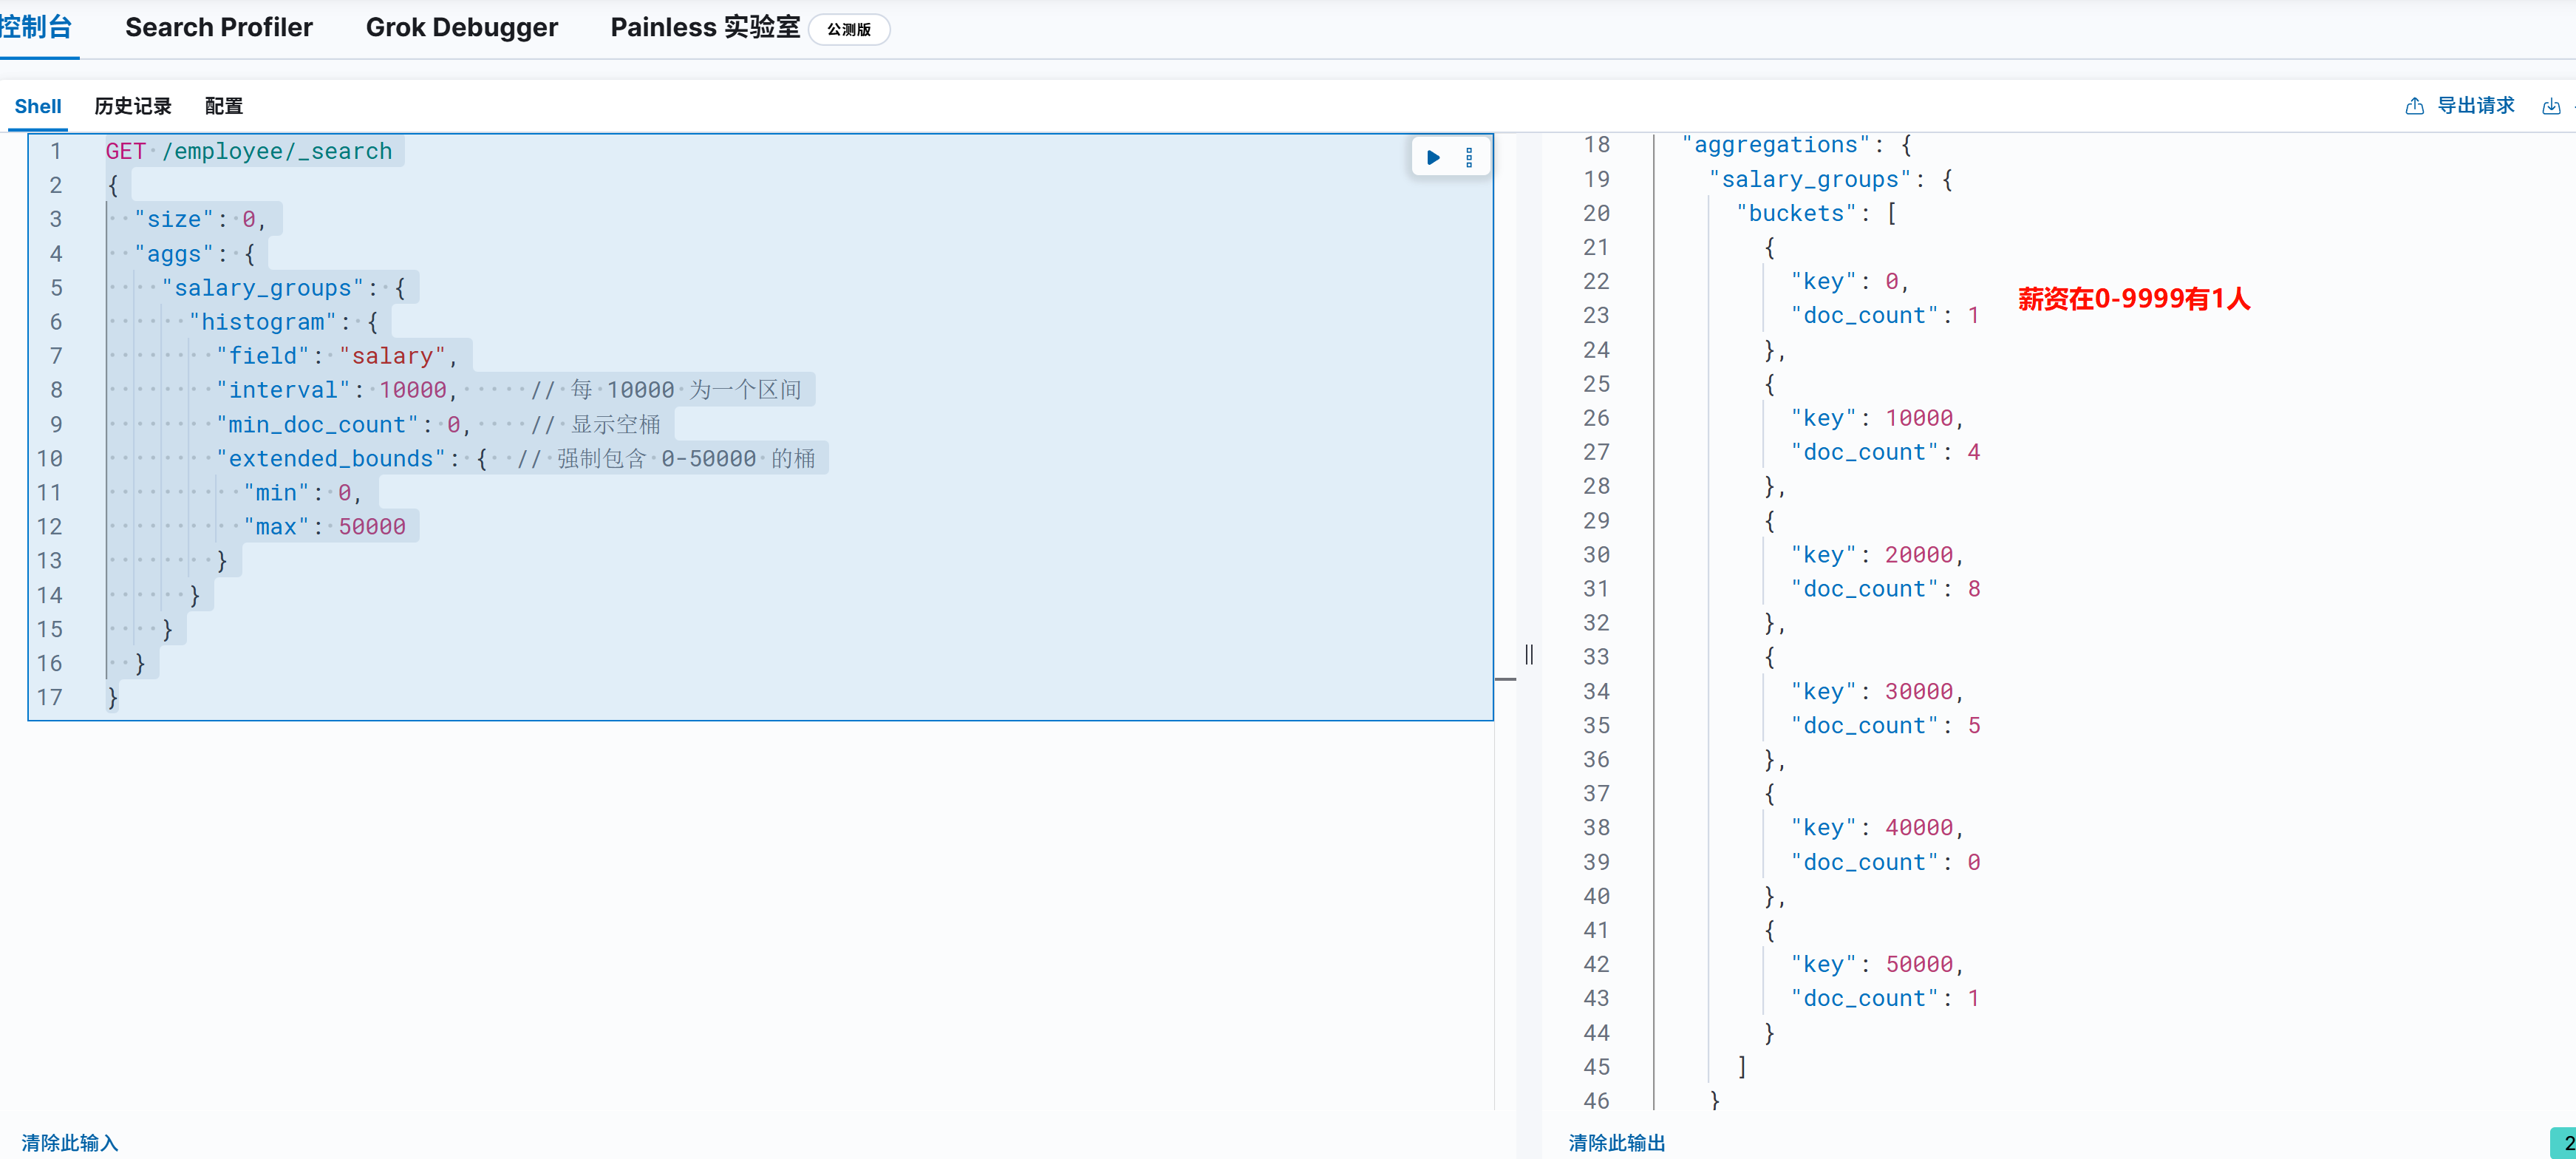 控制台 Search Profiler Grok Debugger Painless 实验室 公测版
Shell 历史记录 配置 导出请求
1 GET /employee/_search
2 {
3 "size": 0,
4 "aggs": {
5 "salary_groups": {
6 "histogram": {
7 "field": "salary",
8 "interval": 10000, // 每 10000 为一个区间
9 "min_doc_count": 0, // 显示空桶
10 "extended_bounds": { // 强制包含 0-50000 的桶
11 "min": 0,
12 "max": 50000
13 }
14 }
15 }
16 }
17 }
18 "aggregations": {
19 "salary_groups": {
20 "buckets": [
21 {
22 "key": 0,
薪资在0-9999有1人
23 "doc_count": 1
24 },
25 {
26 "key": 10000,
27 "doc_count": 4
28 },
29 {
30 "key": 20000,
31 "doc_count": 8
32 },
33 {
34 "key": 30000,
35 "doc_count": 5
36 },
37 {
38 "key": 40000,
39 "doc_count": 0
40 },
41 {
42 "key": 50000,
43 "doc_count": 1
44 }
45 ]
46 }
清除此输入 清除此输出